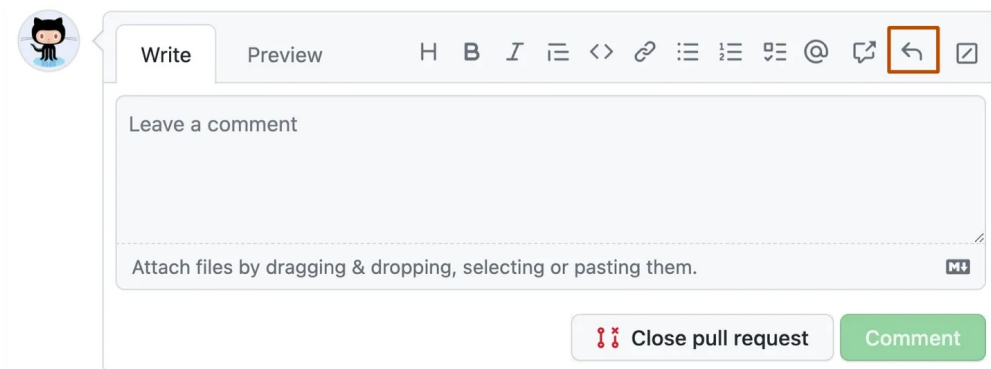 Write Preview H B I <> @
Leave a comment
Attach files by dragging & dropping, selecting or pasting them. M↓
Close pull request Comment